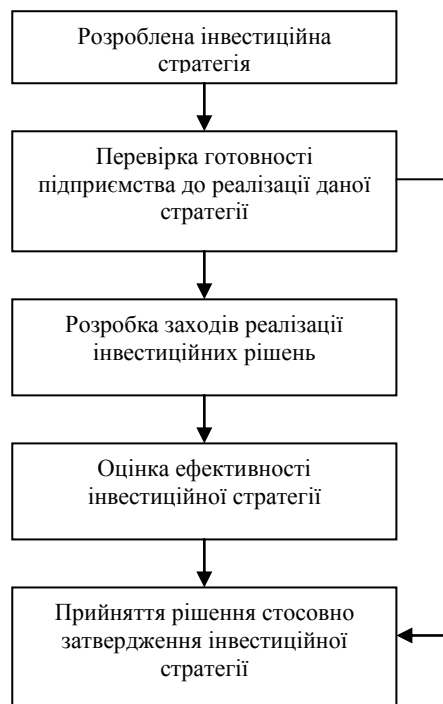 Розроблена інвестиційна
стратегія
Перевірка готовності
підприємства до реалізації даної
стратегії
Розробка заходів реалізації
інвестиційних рішень
Оцінка ефективності
інвестиційної стратегії
Прийняття рішення стосовно
затвердження інвестиційної
стратегії